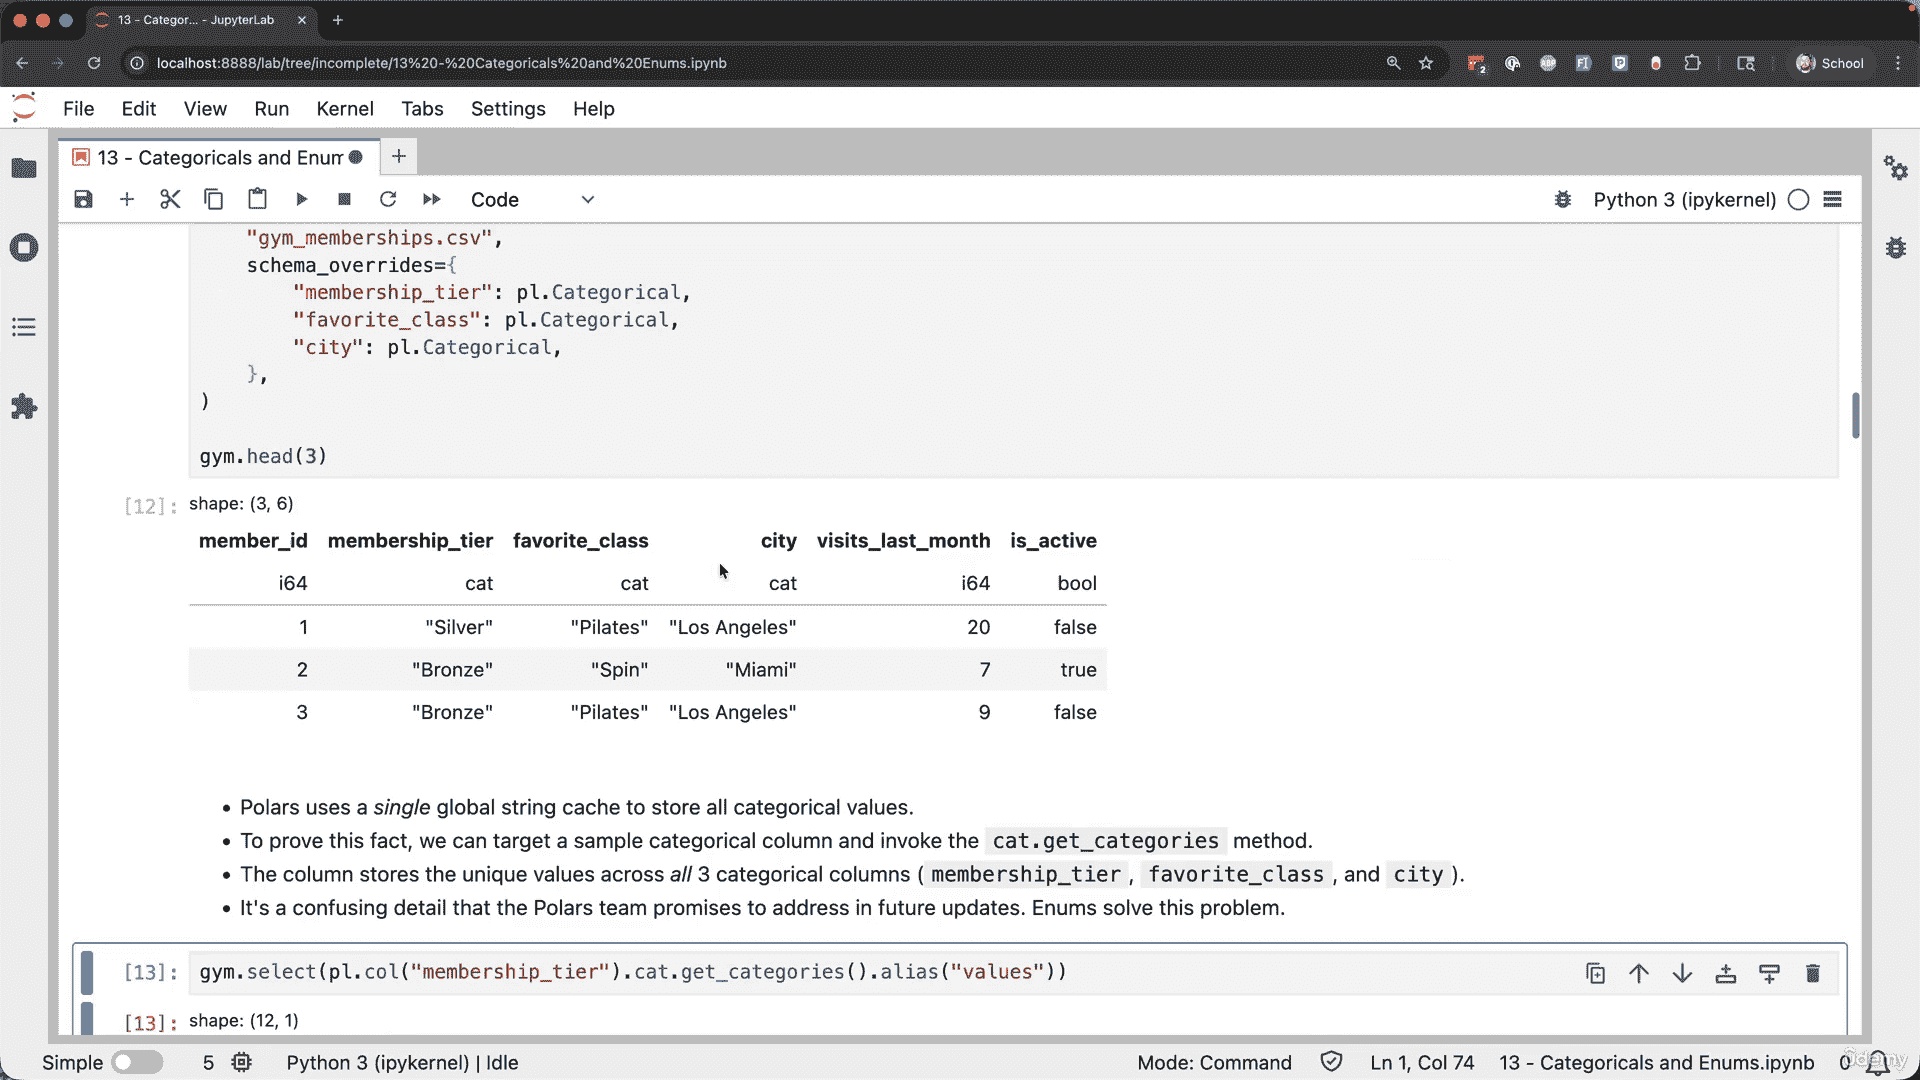 13 - Categor... - JupyterLab
localhost:8888/lab/tree/incomplete/13%20-%20Categoricals%20and%20Enums.ipynb
2
ABP
School
File Edit View Run Kernel Tabs Settings Help
13 - Categoricals and Enum
Code
Python 3 (ipykernel)
"gym_memberships.csv",
schema_overrides={
"membership_tier": pl.Categorical,
"favorite_class": pl.Categorical,
"city": pl.Categorical,
},
)
gym.head(3)
[12]: shape: (3, 6)
member_id membership_tier favorite_class city visits_last_month is_active
i64 cat cat cat i64 bool
1 "Silver" "Pilates" "Los Angeles" 20 false
2 "Bronze" "Spin" "Miami" 7 true
3 "Bronze" "Pilates" "Los Angeles" 9 false
• Polars uses a single global string cache to store all categorical values.
• To prove this fact, we can target a sample categorical column and invoke the cat.get_categories method.
• The column stores the unique values across all 3 categorical columns ( membership_tier , favorite_class , and city ).
• It's a confusing detail that the Polars team promises to address in future updates. Enums solve this problem.
[13]: gym.select(pl.col("membership_tier").cat.get_categories().alias("values"))
[13]: shape: (12, 1)
Simple 5 Python 3 (ipykernel) | Idle Mode: Command Ln 1, Col 74 13 - Categoricals and Enums.ipynb 0
udemy